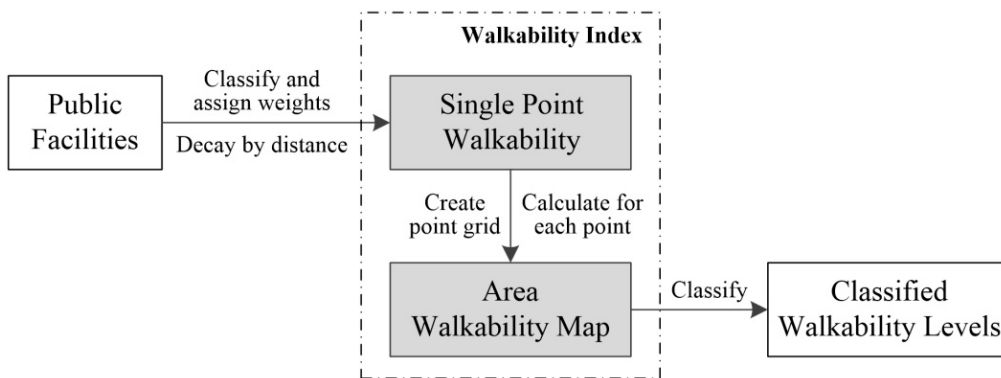 Walkability Index
Public
Facilities
Classify and
assign weights
Decay by distance
Single Point
Walkability
Create
point grid
Calculate for
each point
Area
Walkability Map
Classify
Classified
Walkability Levels